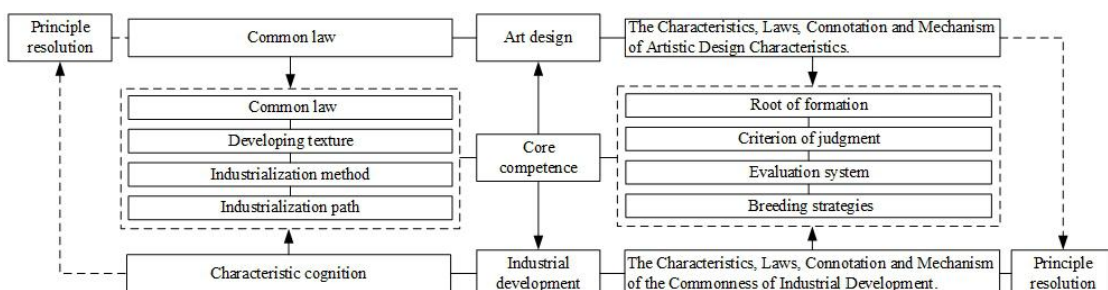 Principle
resolution
Common law
Art design
The Characteristics, Laws, Connotation and Mechanism
of Artistic Design Characteristics.
Common law
Developing texture
Industrialization method
Industrialization path
Core
competence
Root of formation
Criterion of judgment
Evaluation system
Breeding strategies
Characteristic cognition
Industrial
development
The Characteristics, Laws, Connotation and Mechanism
of the Commonness of Industrial Development.
Principle
resolution